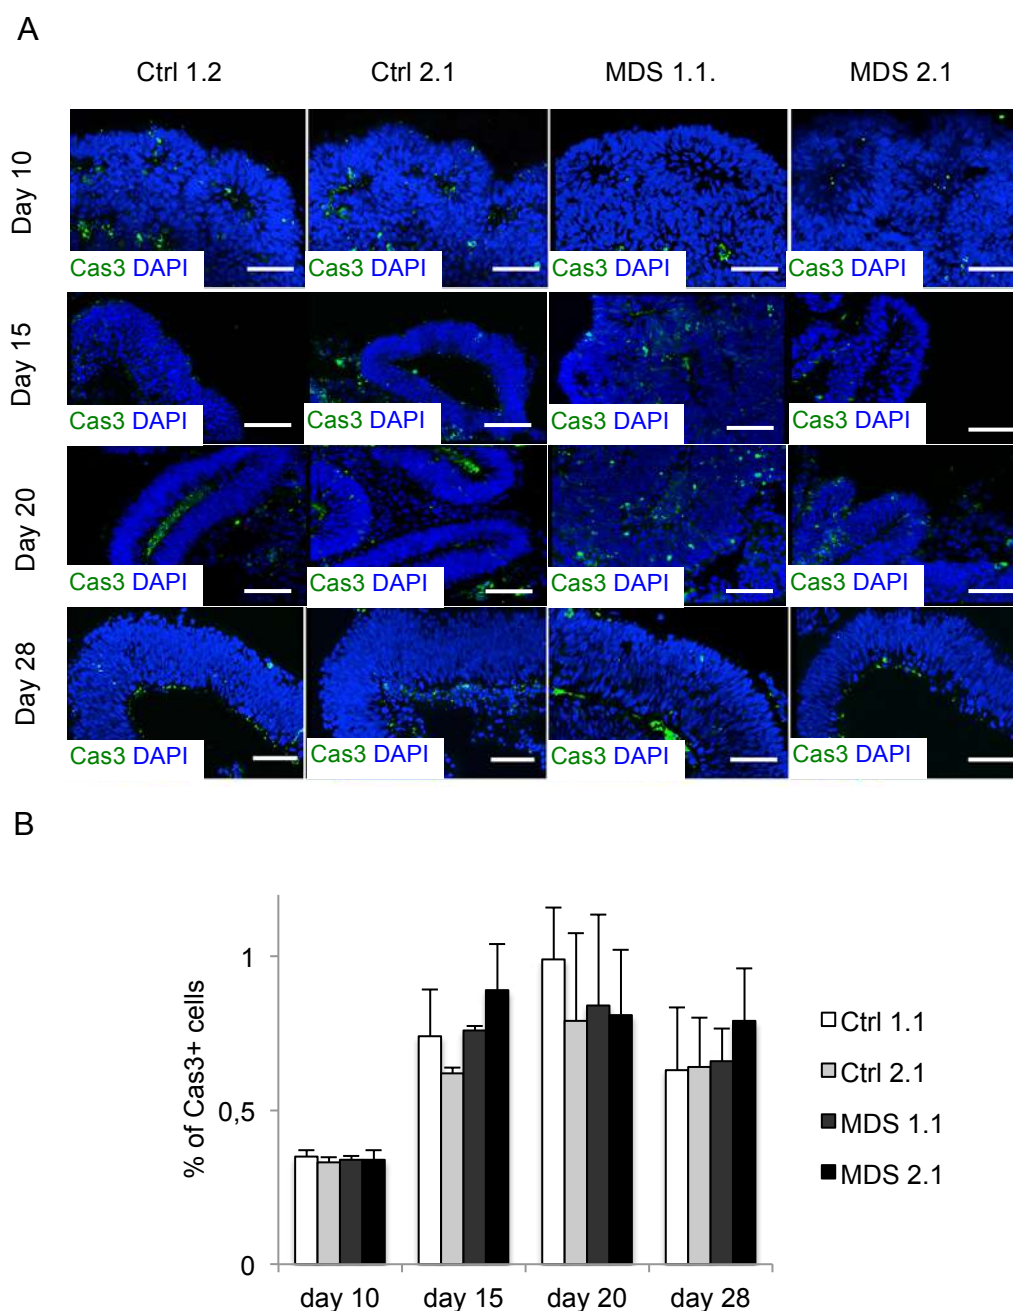 A
Ctrl 1.2 Ctrl 2.1 MDS 1.1. MDS 2.1
Day 10
Cas3 DAPI Cas3 DAPI Cas3 DAPI Cas3 DAPI
Day 15
Cas3 DAPI Cas3 DAPI Cas3 DAPI Cas3 DAPI
Day 20
Cas3 DAPI Cas3 DAPI Cas3 DAPI Cas3 DAPI
Day 28
Cas3 DAPI Cas3 DAPI Cas3 DAPI Cas3 DAPI
B
% of Cas3+ cells
1
0,5
0
day 10 day 15 day 20 day 28
Ctrl 1.1
Ctrl 2.1
MDS 1.1
MDS 2.1